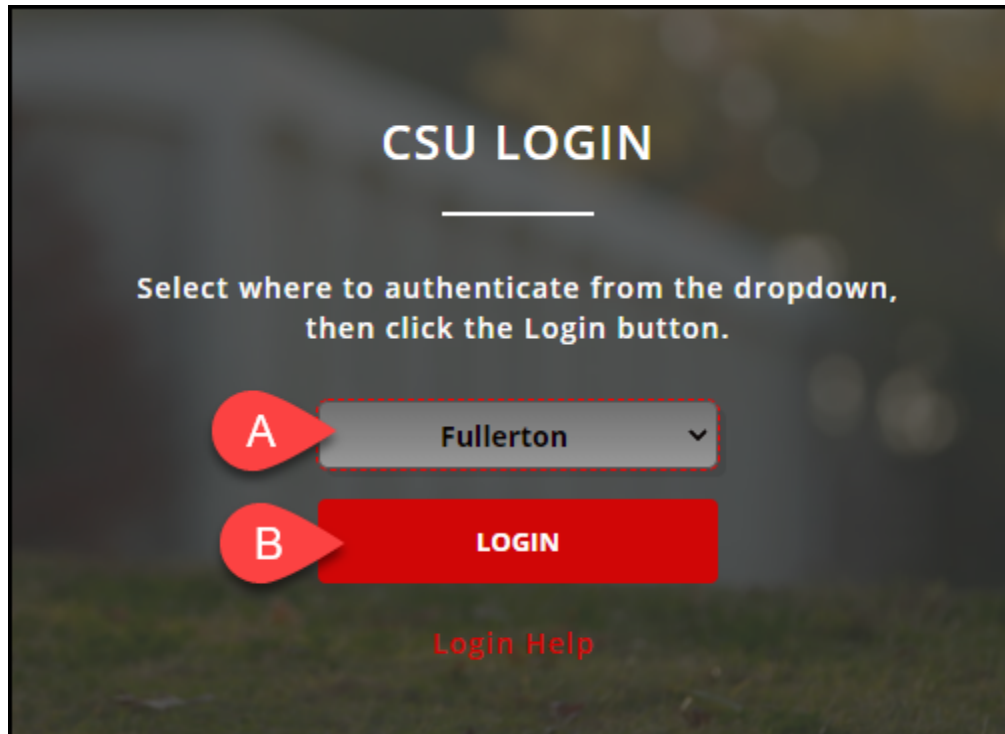 CSU LOGIN
Select where to authenticate from the dropdown,
then click the Login button.
A
Fullerton
B
LOGIN
Login Help